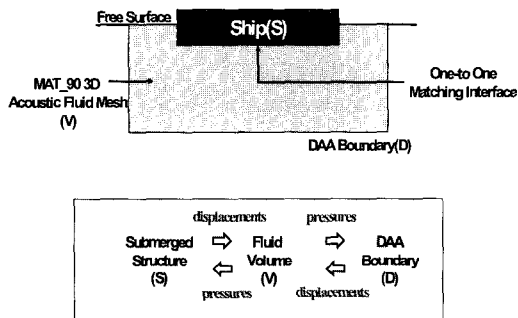 Free Surface
Ship(S)
MAT_90 3D
Acoustic Fluid Mesh
(V)
One-to One
Matching Interface
DAA Boundary(D)
displacements pressures
Submerged Fluid DAA
Structure Volume Boundary
(S) (V) (D)
pressures displacements